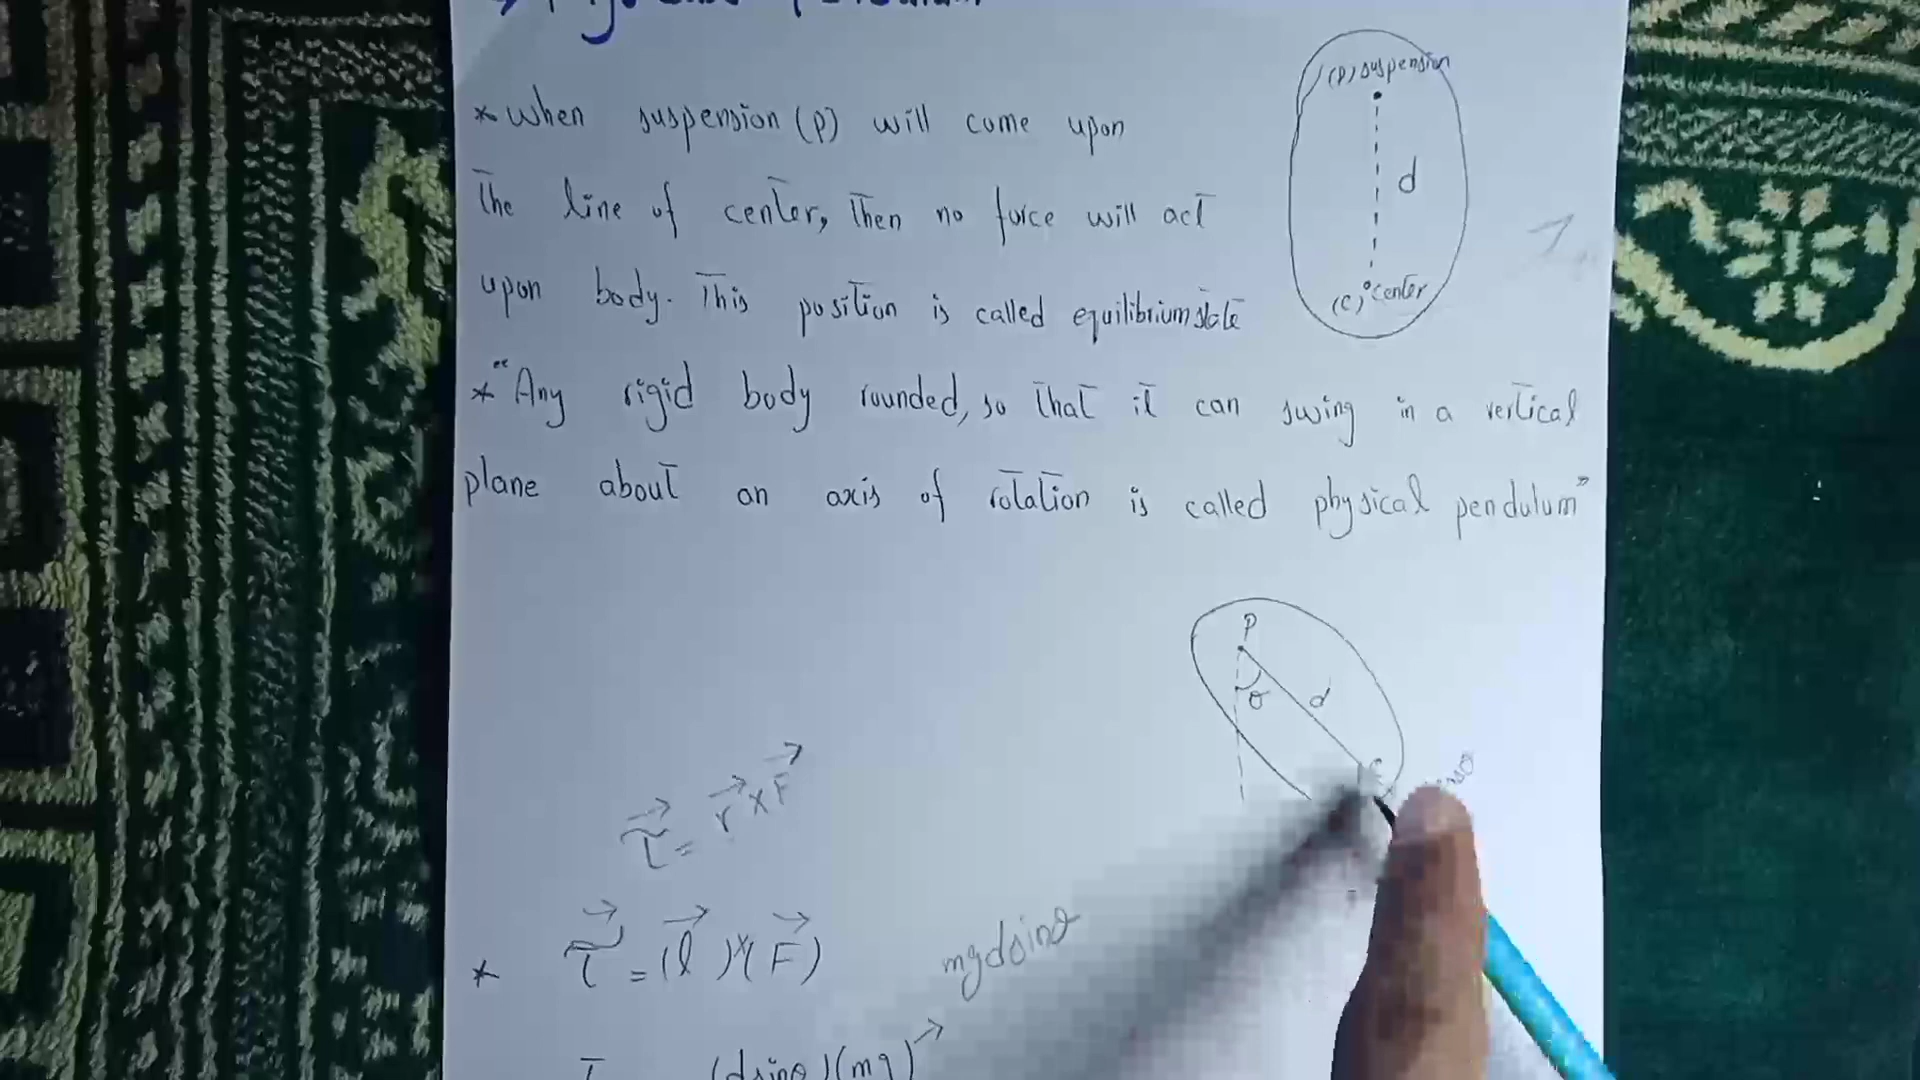 * When suspension (P) will come upon
The line of center, Then no force will act
upon body. This position is called equilibrium state
* "Any rigid body rounded, so That it can swing in a vertical
plane about an axis of rotation is called physical pendulum"
(P) suspension
d
(C) center
P
θ
d
τ⃗ = r⃗ × F⃗
* τ⃗ = (l⃗ )×(F⃗)
mgdsinθ
(dsinθ)(mg)